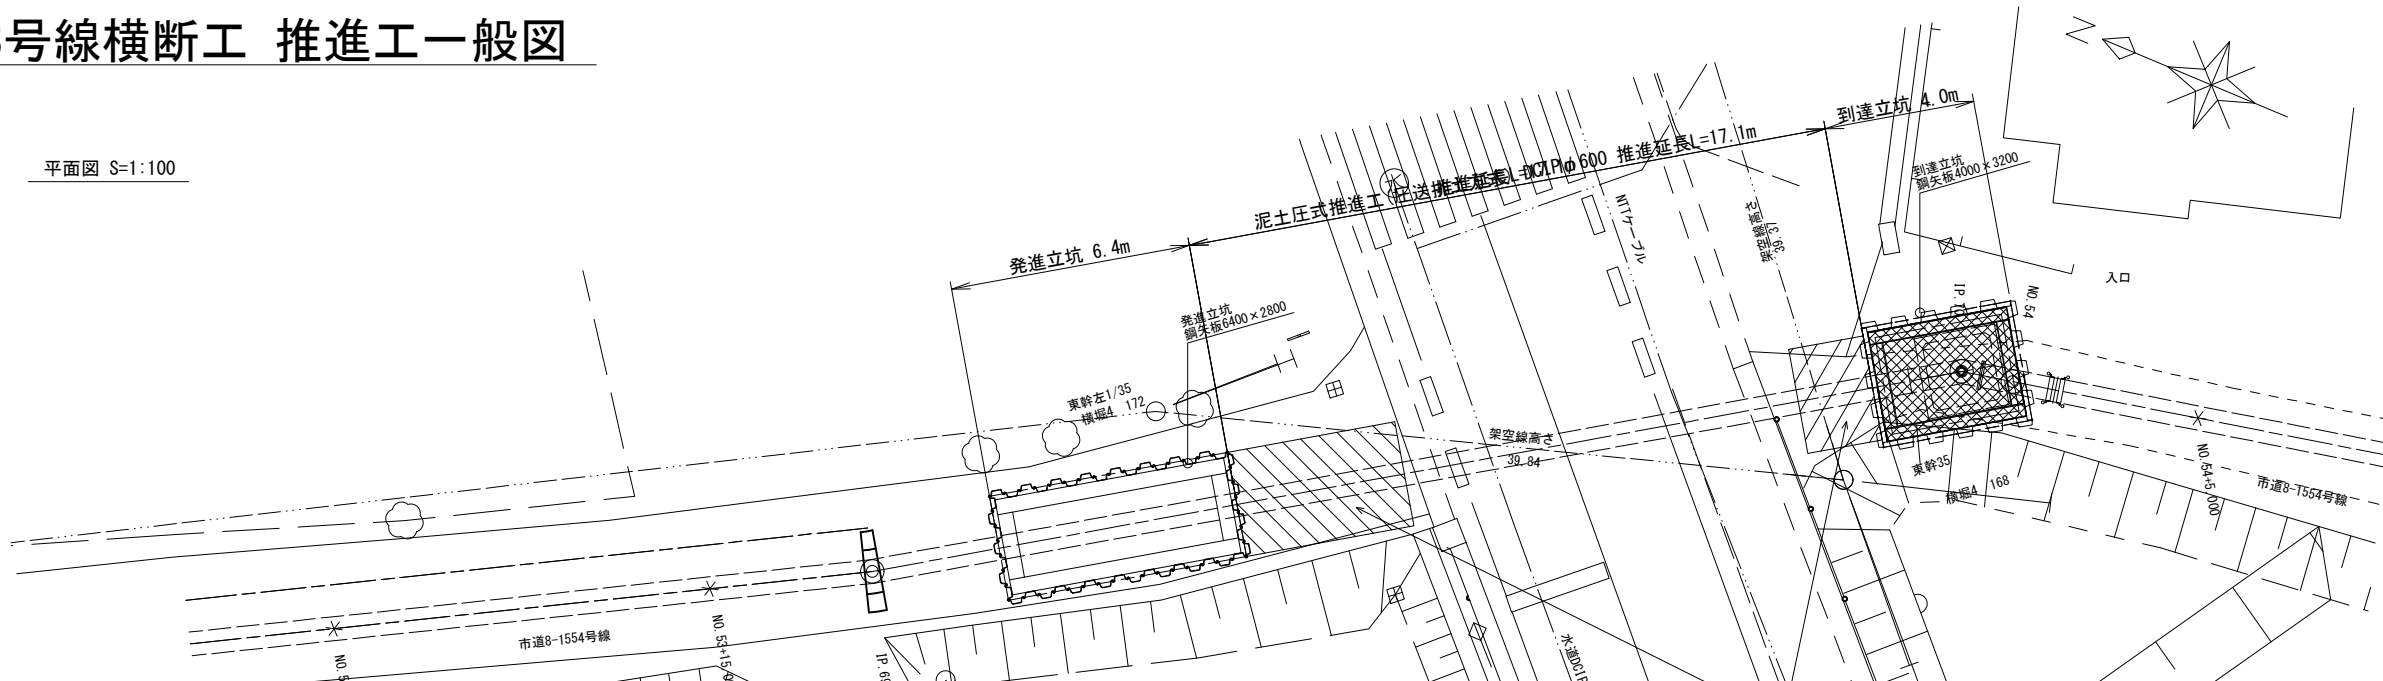 号線横断工 推進工一般図
平面図 S=1:100
発進立坑 6.4m
泥土圧式推進工
φ600 推進延長L=17.1m
到達立坑 4.0m
到達立坑
鋼矢板4000×3200
発進立坑
鋼矢板6400×2800
NTTケーブル
架空線高さ
39.37
入口
NO.54
東幹左1/35
横堀4 172
架空線高さ
39.84
東幹35
横堀4 168
NO.54+5.000
市道8-1554号線
市道8-1554号線
NO.53+15
水道DCIP